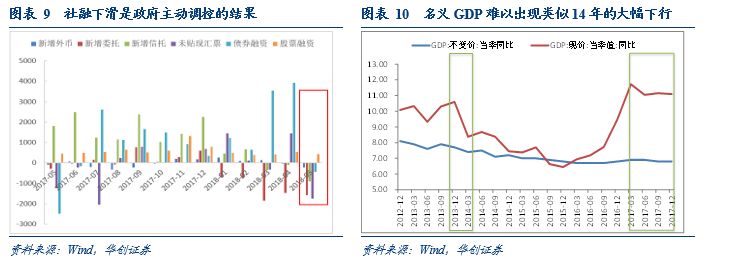 图表 9 社融下滑是政府主动调控的结果
新增外币 新增委托 新增信托 未贴现汇票 债券融资 股票融资
5000
4000
3000
2000
1000
0
-1000
-2000
-3000
2017-05 2017-06 2017-07 2017-08 2017-09 2017-10 2017-11 2017-12 2018-01 2018-02 2018-03 2018-04 2018-05
资料来源：Wind，华创证券
图表 10 名义 GDP 难以出现类似 14 年的大幅下行
GDP:不变价:当季同比 GDP:现价:当季值:同比
13.00
12.00
11.00
10.00
9.00
8.00
7.00
6.00
5.00
2012-12 2013-03 2013-06 2013-09 2013-12 2014-03 2014-06 2014-09 2014-12 2015-03 2015-06 2015-09 2015-12 2016-03 2016-06 2016-09 2016-12 2017-03 2017-06 2017-09 2017-12
资料来源：Wind，华创证券